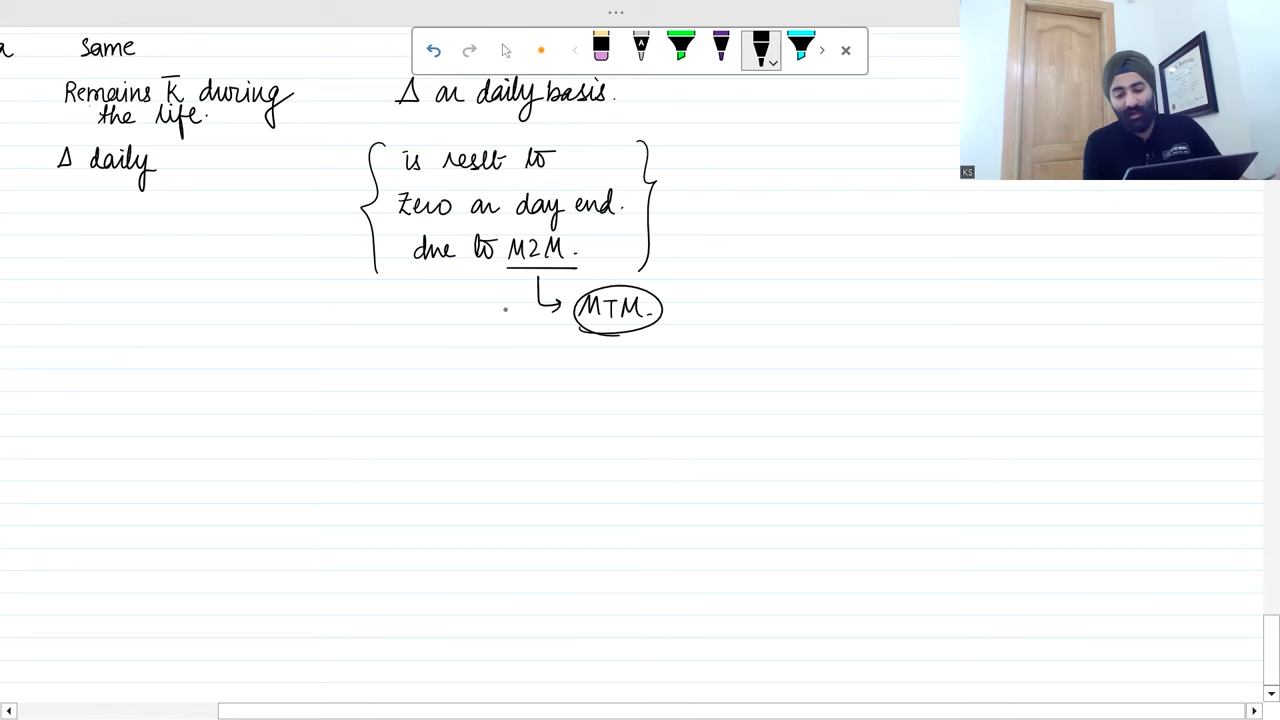 a same
Remains K̅ during
the life.
Δ on daily basis.
Δ daily
is reset to
Zero on day end.
due to M2M.
MTM.
KS